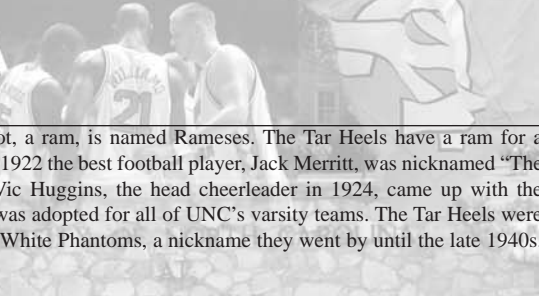 WILLIAMS
21
ot, a ram, is named Rameses. The Tar Heels have a ram for a
1922 the best football player, Jack Merritt, was nicknamed “The
Vic Huggins, the head cheerleader in 1924, came up with the
was adopted for all of UNC’s varsity teams. The Tar Heels were
White Phantoms, a nickname they went by until the late 1940s